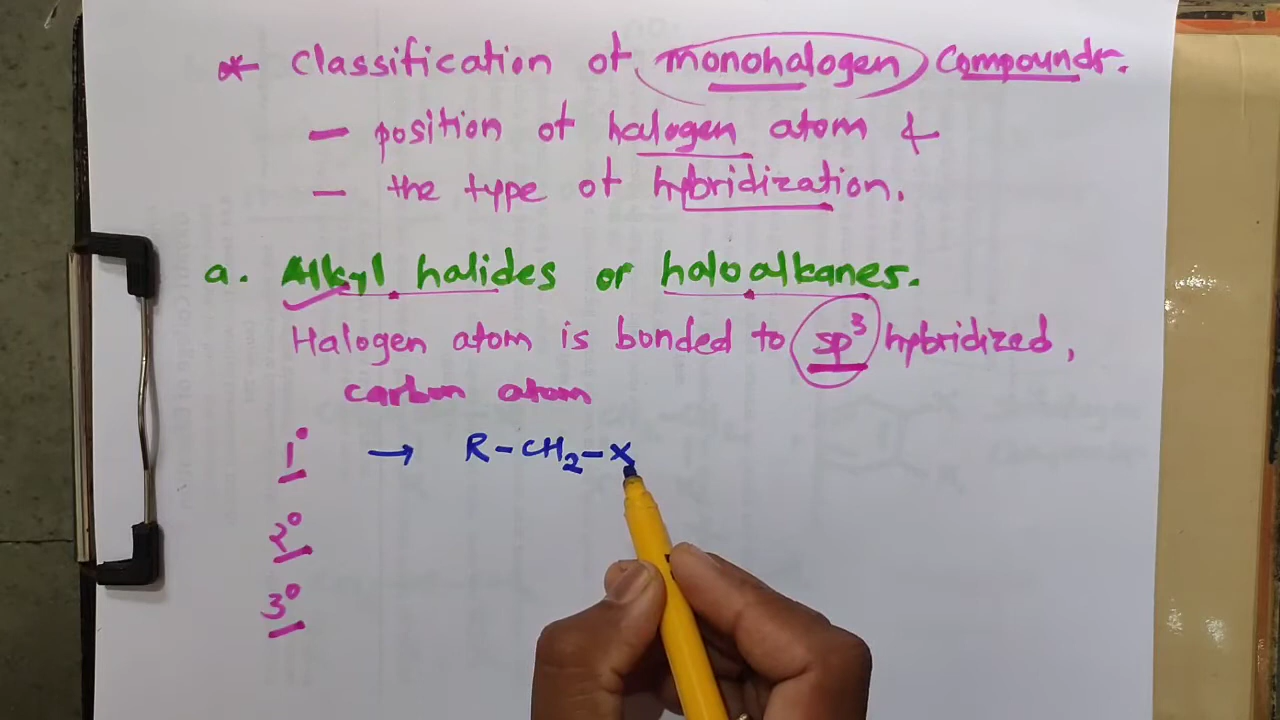 * Classification of monohalogen Compounds.
- position of halogen atom &
- the type of hybridization.
a. Alkyl halides or haloalkanes.
Halogen atom is bonded to sp³ hybridized,
carbon atom
1° → R-CH₂-X
2°
3°